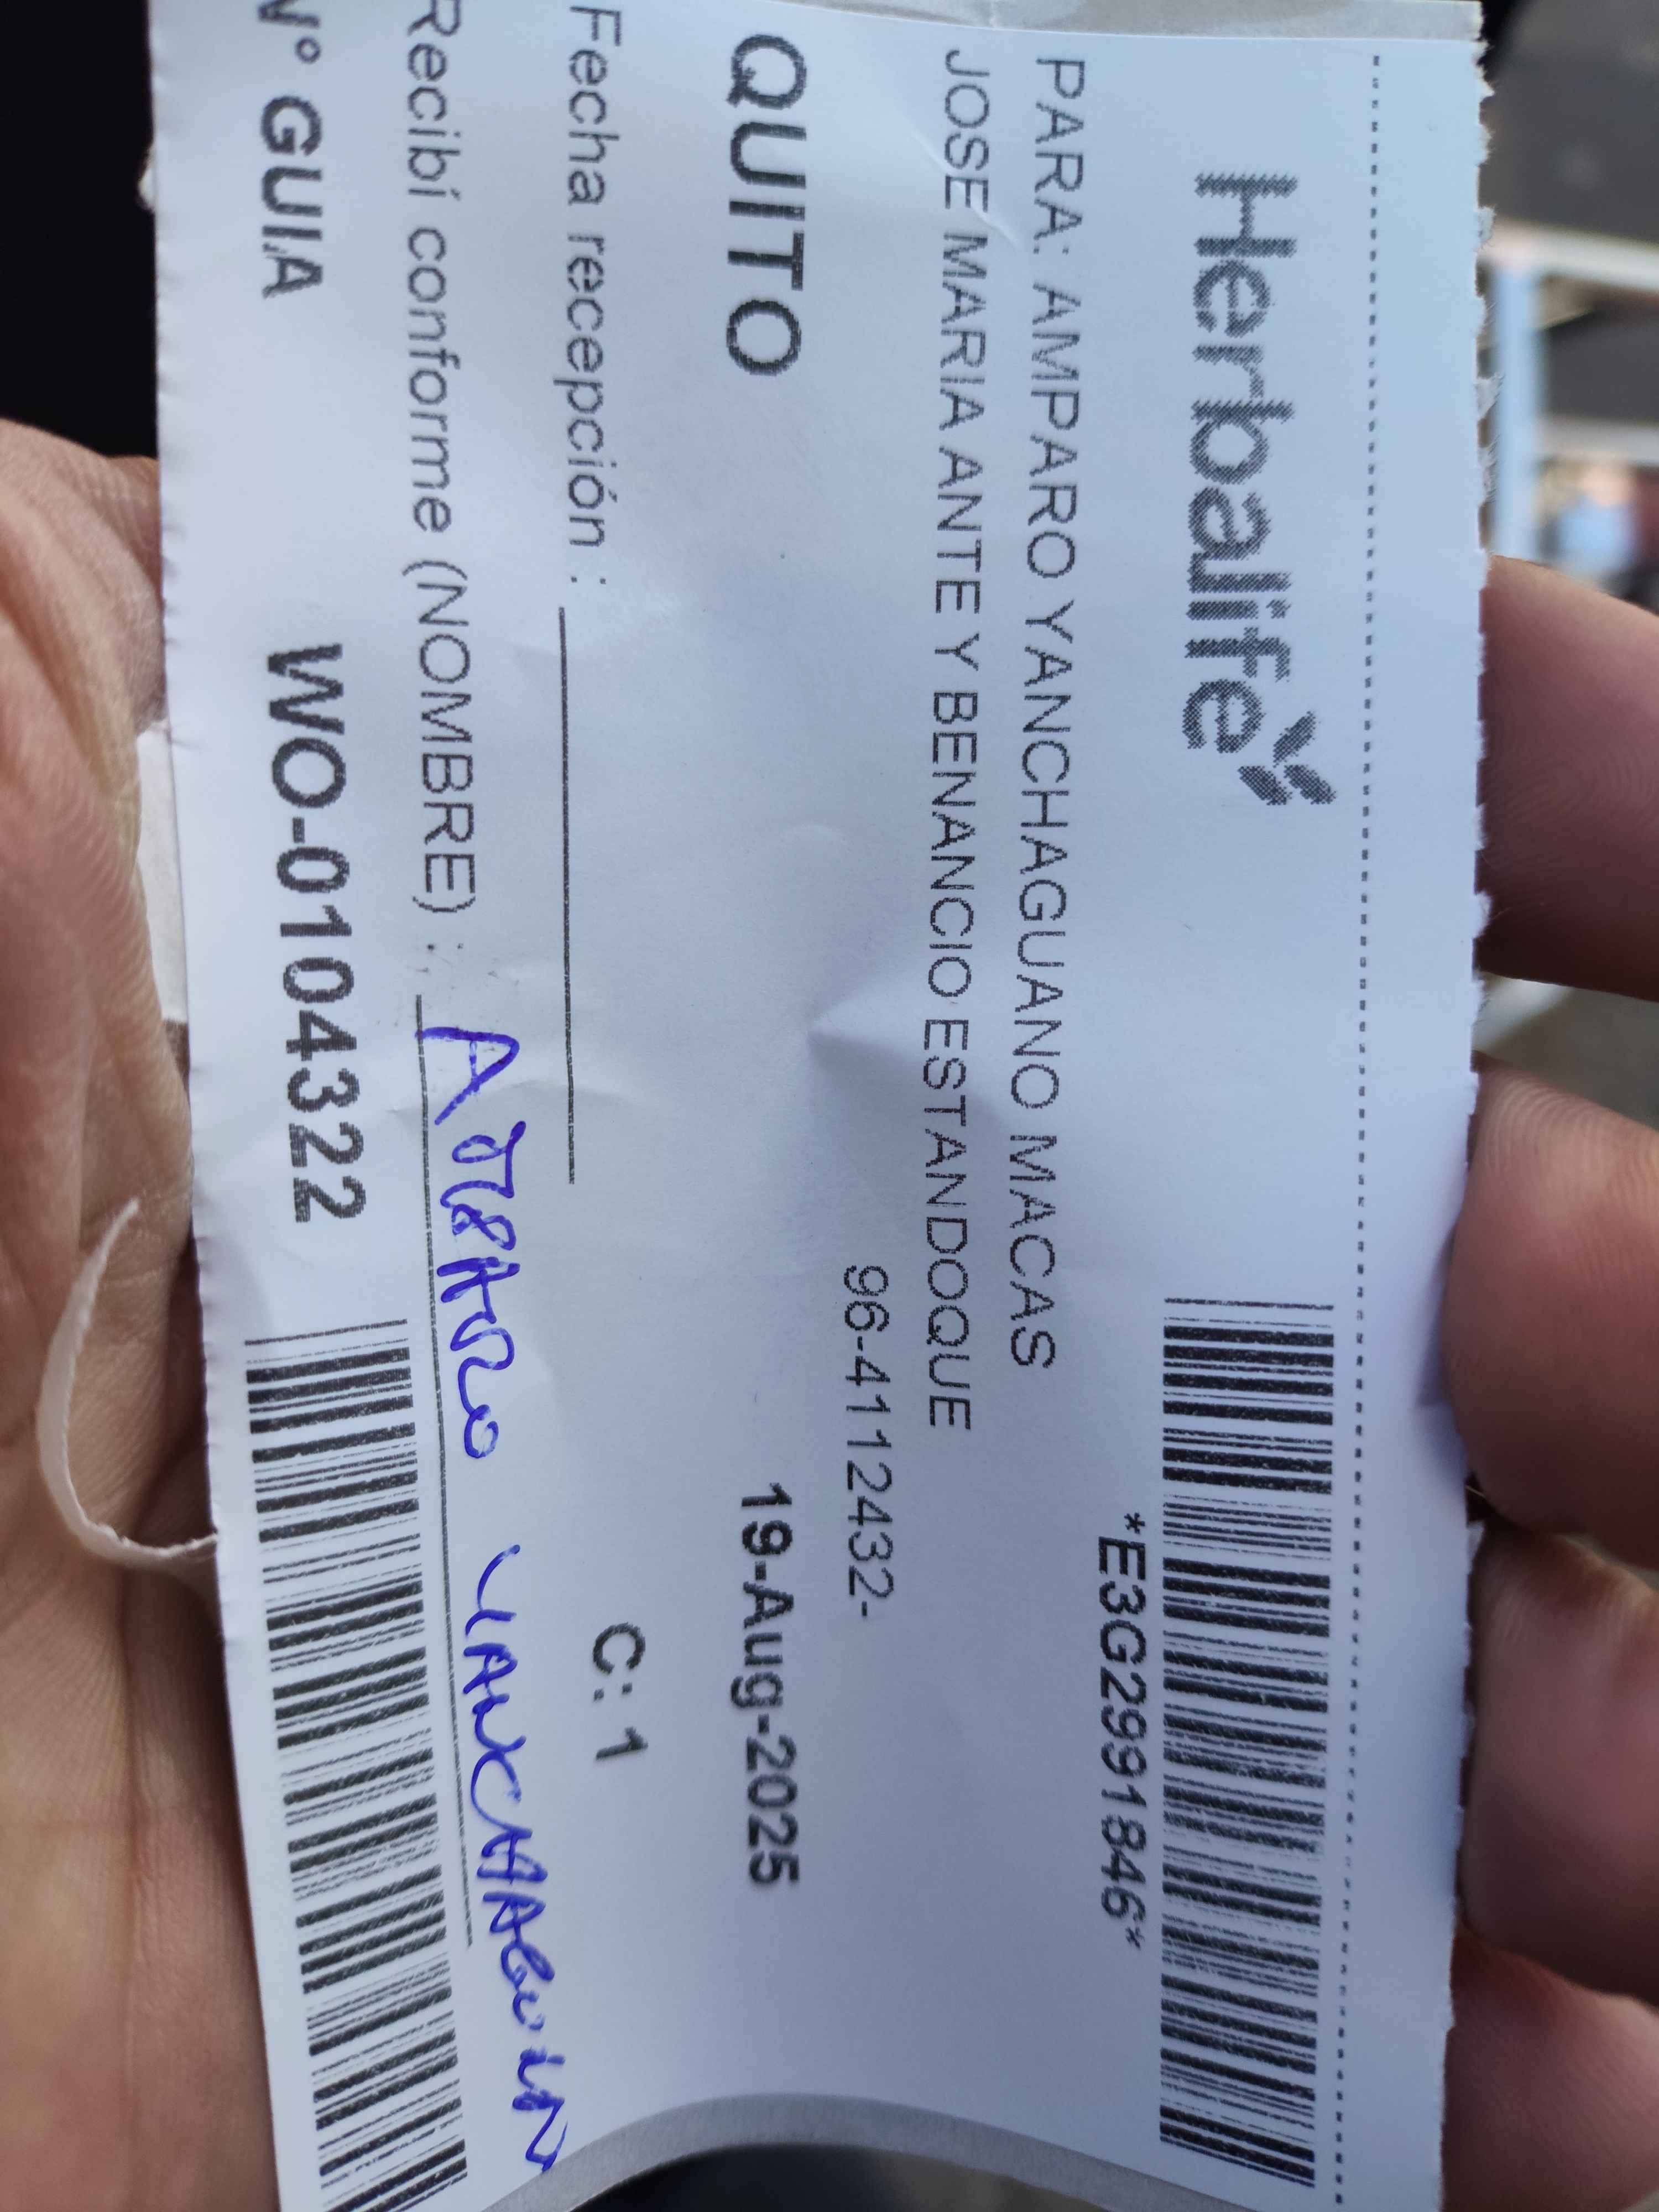 Herbalife
*E3G2991846*
PARA: AMPARO YANCHAGUANO MACAS
JOSE MARIA ANTE Y BENANCIO ESTANDOQUE
96-4112432-
QUITO 19-Aug-2025
Fecha recepción : C: 1
Recibí conforme (NOMBRE) :
N° GUIA WO-0104322